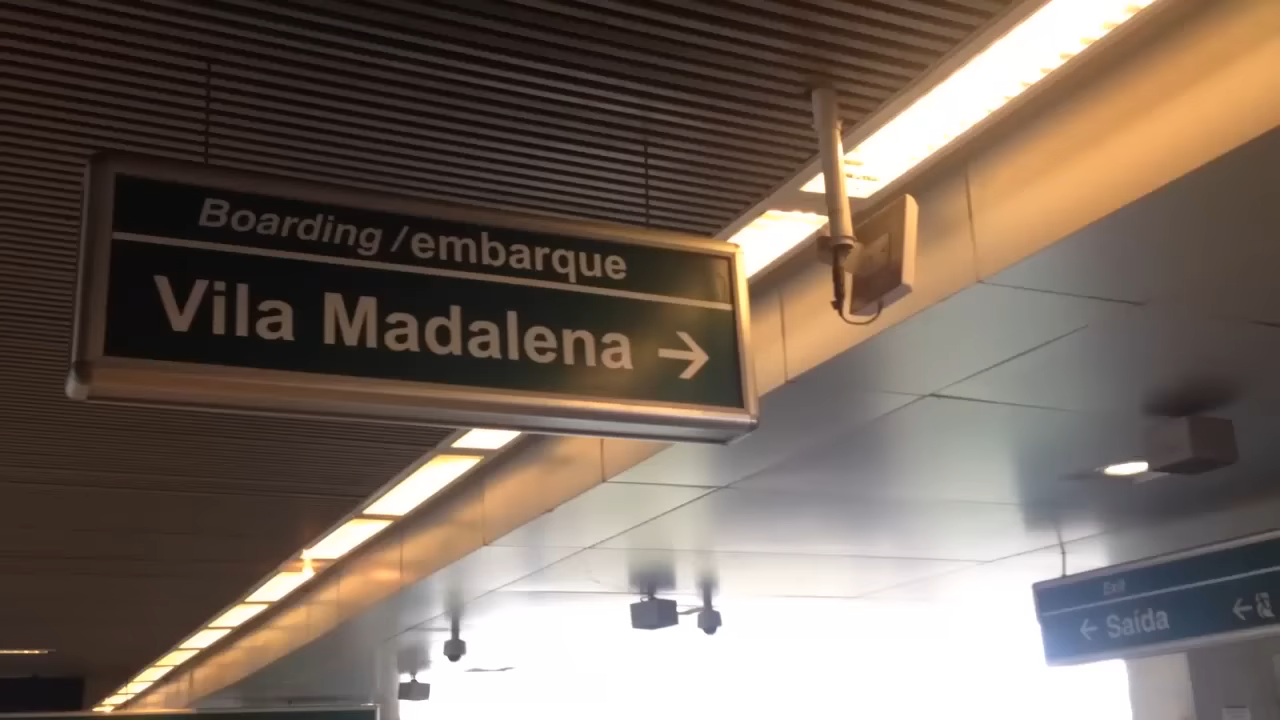 Boarding / embarque
Vila Madalena →
Exit
← Saída ←